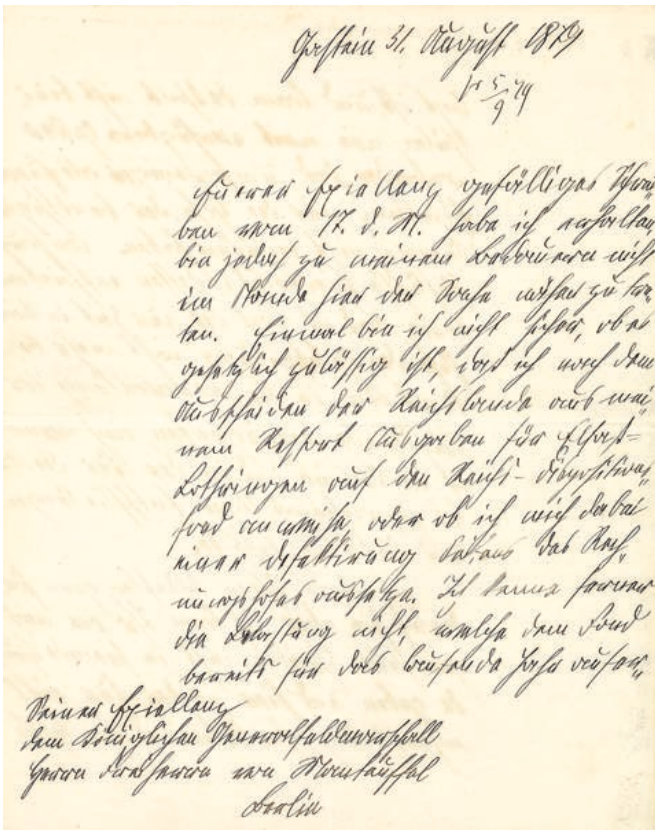 Gastein 31. August 1879
pr 5/9 79
Euerer Excellenz gefälliges Schrei-
ben vom 17. d. M. habe ich erhalten,
bin jedoch zu meinem Bedauern nicht
im Stande hier der Sache näher zu tre-
ten. Einmal bin ich nicht sicher, ob es
gesetzlich zulässig ist, daß ich nach dem
Ausscheiden der Reichslande aus mei-
nem Ressort Ausgaben für Elsaß-
Lothringen auf den Reichs-Dispositions-
fond anweise, oder ob ich mich dabei
einer Defektirung Seitens des Rech-
nungshofes aussetze. Ich kenne ferner
die Belastung nicht, welche dem Fond
bereits für das laufende Jahr aufer-
Seiner Excellenz
dem Königlichen Generalfeldmarschall
Herrn Freiherrn von Manteuffel
Berlin